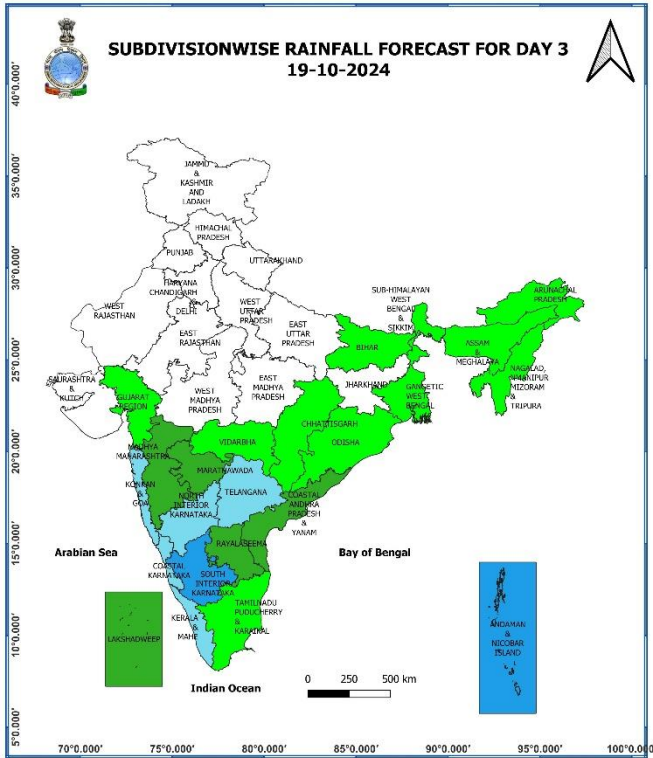 SUBDIVISIONWISE RAINFALL FORECAST FOR DAY 3
19-10-2024
40°0.000'
35°0.000'
30°0.000'
25°0.000'
20°0.000'
15°0.000'
10°0.000'
5°0.000'
JAMMU
&
KASHMIR
AND
LADAKH
HIMACHAL
PRADESH
PUNJAB
UTTARAKHAND
HARYANA
CHANDIGARH
&
DELHI
WEST
RAJASTHAN
WEST
UTTAR
PRADESH
EAST
RAJASTHAN
EAST
UTTAR
PRADESH
SUB-HIMALAYAN
WEST
BENGAL
&
SIKKIM
ARUNACHAL
PRADESH
BIHAR
ASSAM
&
MEGHALAYA
NAGALAD,
MANIPUR
MIZORAM
&
TRIPURA
SAURASHTRA
&
KUTCH
GUJARAT
REGION
WEST
MADHYA
PRADESH
EAST
MADHYA
PRADESH
JHARKHAND
GANGETIC
WEST
BENGAL
CHHATTISGARH
ODISHA
VIDARBHA
MADHYA
MAHARASHTRA
MARATHAWADA
KONKAN
&
GOA
NORTH
INTERIOR
KARNATAKA
TELANGANA
COASTAL
ANDHRA
PRADESH
&
YANAM
RAYALASEEMA
Arabian Sea
Bay of Bengal
COASTAL
KARNATAKA
SOUTH
INTERIOR
KARNATAKA
TAMILNADU
PUDUCHERRY
&
KARAIKAL
KERALA
&
MAHE
LAKSHADWEEP
ANDAMAN
&
NICOBAR
ISLAND
Indian Ocean
0 250 500 km
70°0.000' 75°0.000' 80°0.000' 85°0.000' 90°0.000' 95°0.000' 100°0.000'